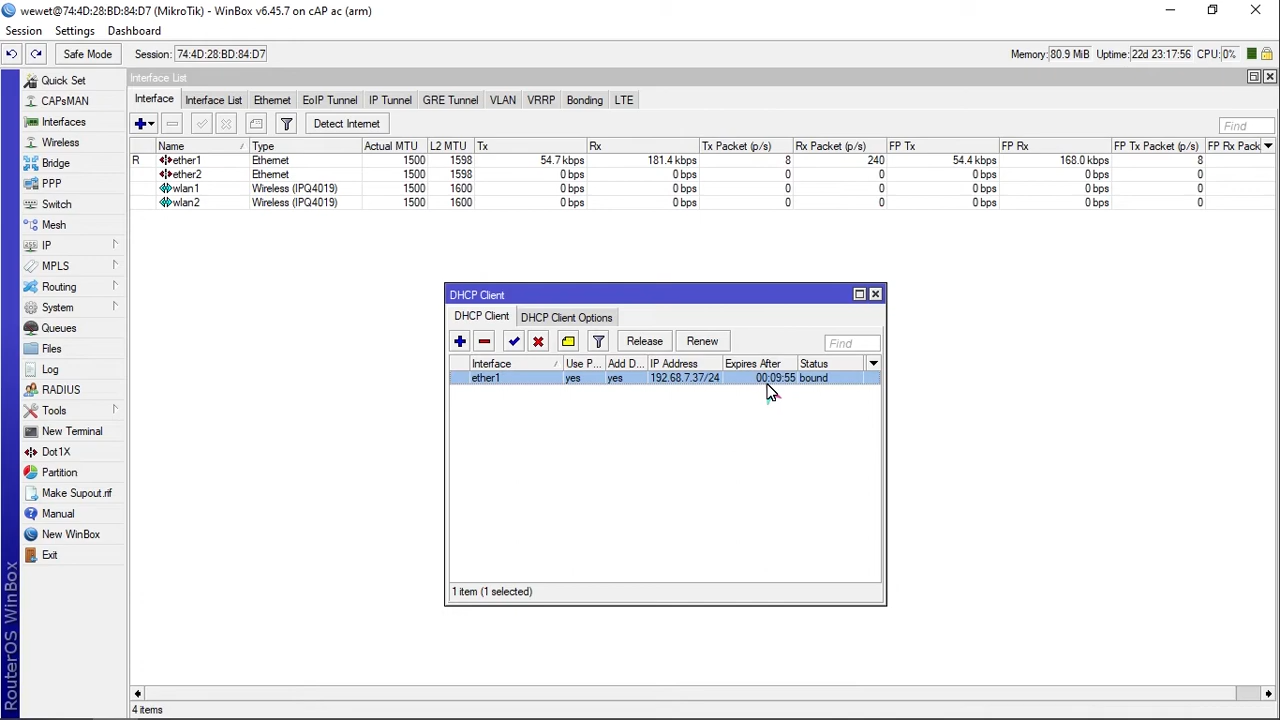 wewet@74:4D:28:BD:84:D7 (MikroTik) - WinBox v6.45.7 on cAP ac (arm)
Session Settings Dashboard
Safe Mode Session: 74:4D:28:BD:84:D7 Memory: 80.9 MiB Uptime: 22d 23:17:56 CPU: 0%
Quick Set
CAPsMAN
Interfaces
Wireless
Bridge
PPP
Switch
Mesh
IP
MPLS
Routing
System
Queues
Files
Log
RADIUS
Tools
New Terminal
Dot1X
Partition
Make Supout.rif
Manual
New WinBox
Exit
RouterOS WinBox
Interface List
Interface Interface List Ethernet EoIP Tunnel IP Tunnel GRE Tunnel VLAN VRRP Bonding LTE
Detect Internet Find
Name Type Actual MTU L2 MTU Tx Rx Tx Packet (p/s) Rx Packet (p/s) FP Tx FP Rx FP Tx Packet (p/s) FP Rx Pack
R ether1 Ethernet 1500 1598 54.7 kbps 181.4 kbps 8 240 54.4 kbps 168.0 kbps 8
ether2 Ethernet 1500 1598 0 bps 0 bps 0 0 0 bps 0 bps 0
wlan1 Wireless (IPQ4019) 1500 1600 0 bps 0 bps 0 0 0 bps 0 bps 0
wlan2 Wireless (IPQ4019) 1500 1600 0 bps 0 bps 0 0 0 bps 0 bps 0
DHCP Client
DHCP Client DHCP Client Options
Release Renew Find
Interface Use P... Add D... IP Address Expires After Status
ether1 yes yes 192.68.7.37/24 00:09:55 bound
1 item (1 selected)
4 items